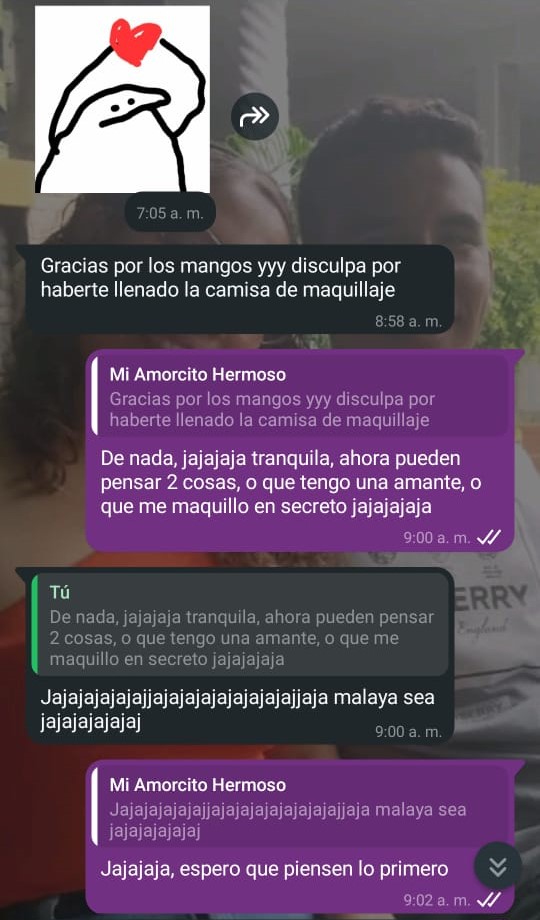 7:05 a. m.
Gracias por los mangos yyy disculpa por
haberte llenado la camisa de maquillaje
8:58 a. m.
Mi Amorcito Hermoso
Gracias por los mangos yyy disculpa por
haberte llenado la camisa de maquillaje
De nada, jajajaja tranquila, ahora pueden
pensar 2 cosas, o que tengo una amante, o
que me maquillo en secreto jajajajaja
9:00 a. m.
Tú
De nada, jajajaja tranquila, ahora pueden pensar
2 cosas, o que tengo una amante, o que me
maquillo en secreto jajajajaja
ERRY
England
Jajajajajajajjajajajajajajajajajajjaja malaya sea
jajajajajajaj
9:00 a. m.
Mi Amorcito Hermoso
Jajajajajajajjajajajajajajajajajajjaja malaya sea
jajajajajajaj
Jajajaja, espero que piensen lo primero
9:02 a. m.